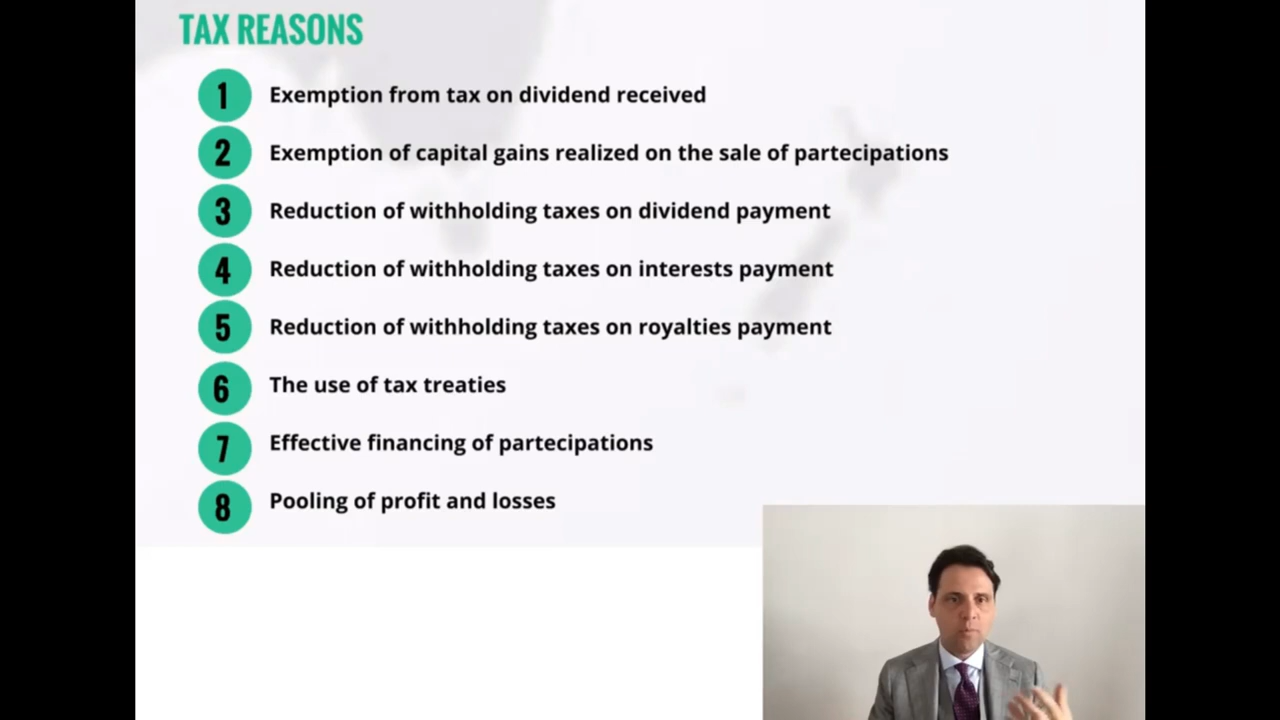 TAX REASONS
1 Exemption from tax on dividend received
2 Exemption of capital gains realized on the sale of partecipations
3 Reduction of withholding taxes on dividend payment
4 Reduction of withholding taxes on interests payment
5 Reduction of withholding taxes on royalties payment
6 The use of tax treaties
7 Effective financing of partecipations
8 Pooling of profit and losses